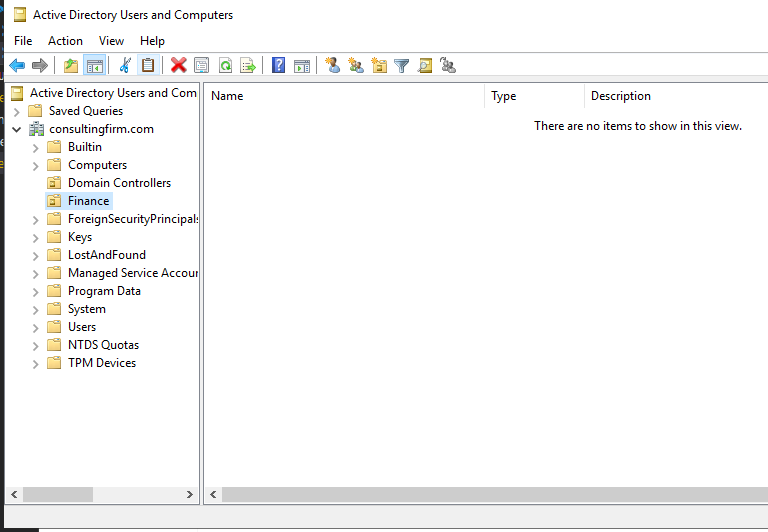 Active Directory Users and Computers
File Action View Help
Active Directory Users and Com
Saved Queries
consultingfirm.com
Builtin
Computers
Domain Controllers
Finance
ForeignSecurityPrincipals
Keys
LostAndFound
Managed Service Accour
Program Data
System
Users
NTDS Quotas
TPM Devices
Name Type Description
There are no items to show in this view.